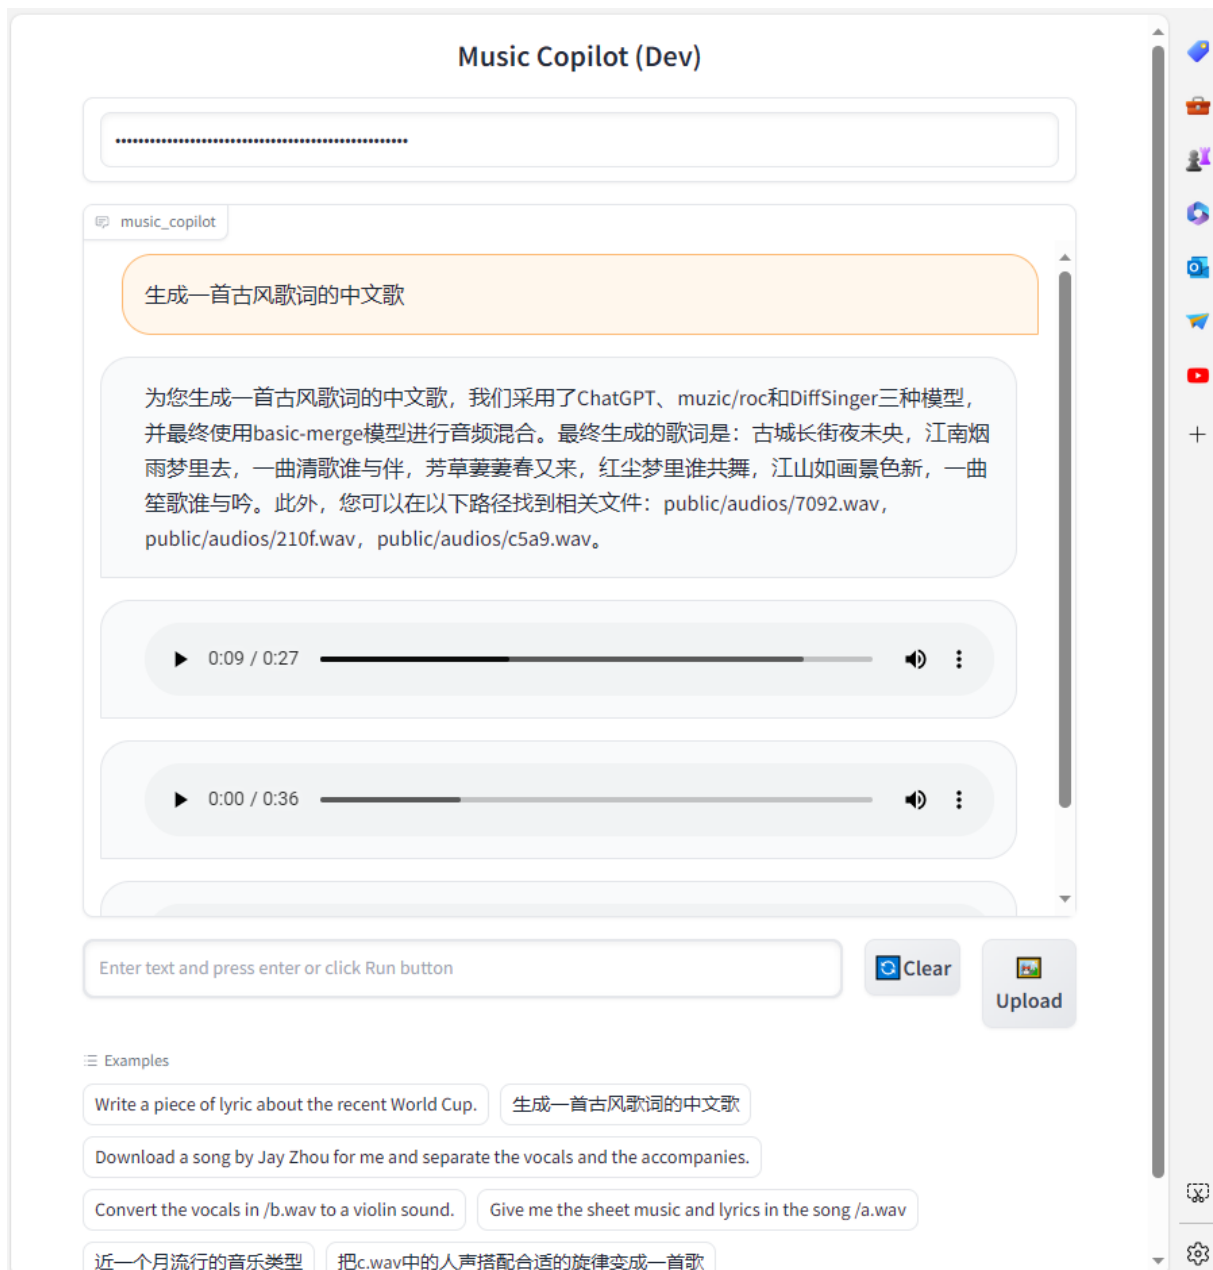 Music Copilot (Dev)
••••••••••••••••••••••••••••••••••••••••••••••••••••
music_copilot
生成一首古风歌词的中文歌
为您生成一首古风歌词的中文歌，我们采用了ChatGPT、muzic/roc和DiffSinger三种模型，
并最终使用basic-merge模型进行音频混合。最终生成的歌词是：古城长街夜未央，江南烟
雨梦里去，一曲清歌谁与伴，芳草萋萋春又来，红尘梦里谁共舞，江山如画景色新，一曲
笙歌谁与吟。此外，您可以在以下路径找到相关文件：public/audios/7092.wav，
public/audios/210f.wav，public/audios/c5a9.wav。
0:09 / 0:27
0:00 / 0:36
Enter text and press enter or click Run button
Clear
Upload
Examples
Write a piece of lyric about the recent World Cup.
生成一首古风歌词的中文歌
Download a song by Jay Zhou for me and separate the vocals and the accompanies.
Convert the vocals in /b.wav to a violin sound.
Give me the sheet music and lyrics in the song /a.wav
近一个月流行的音乐类型
把c.wav中的人声搭配合适的旋律变成一首歌